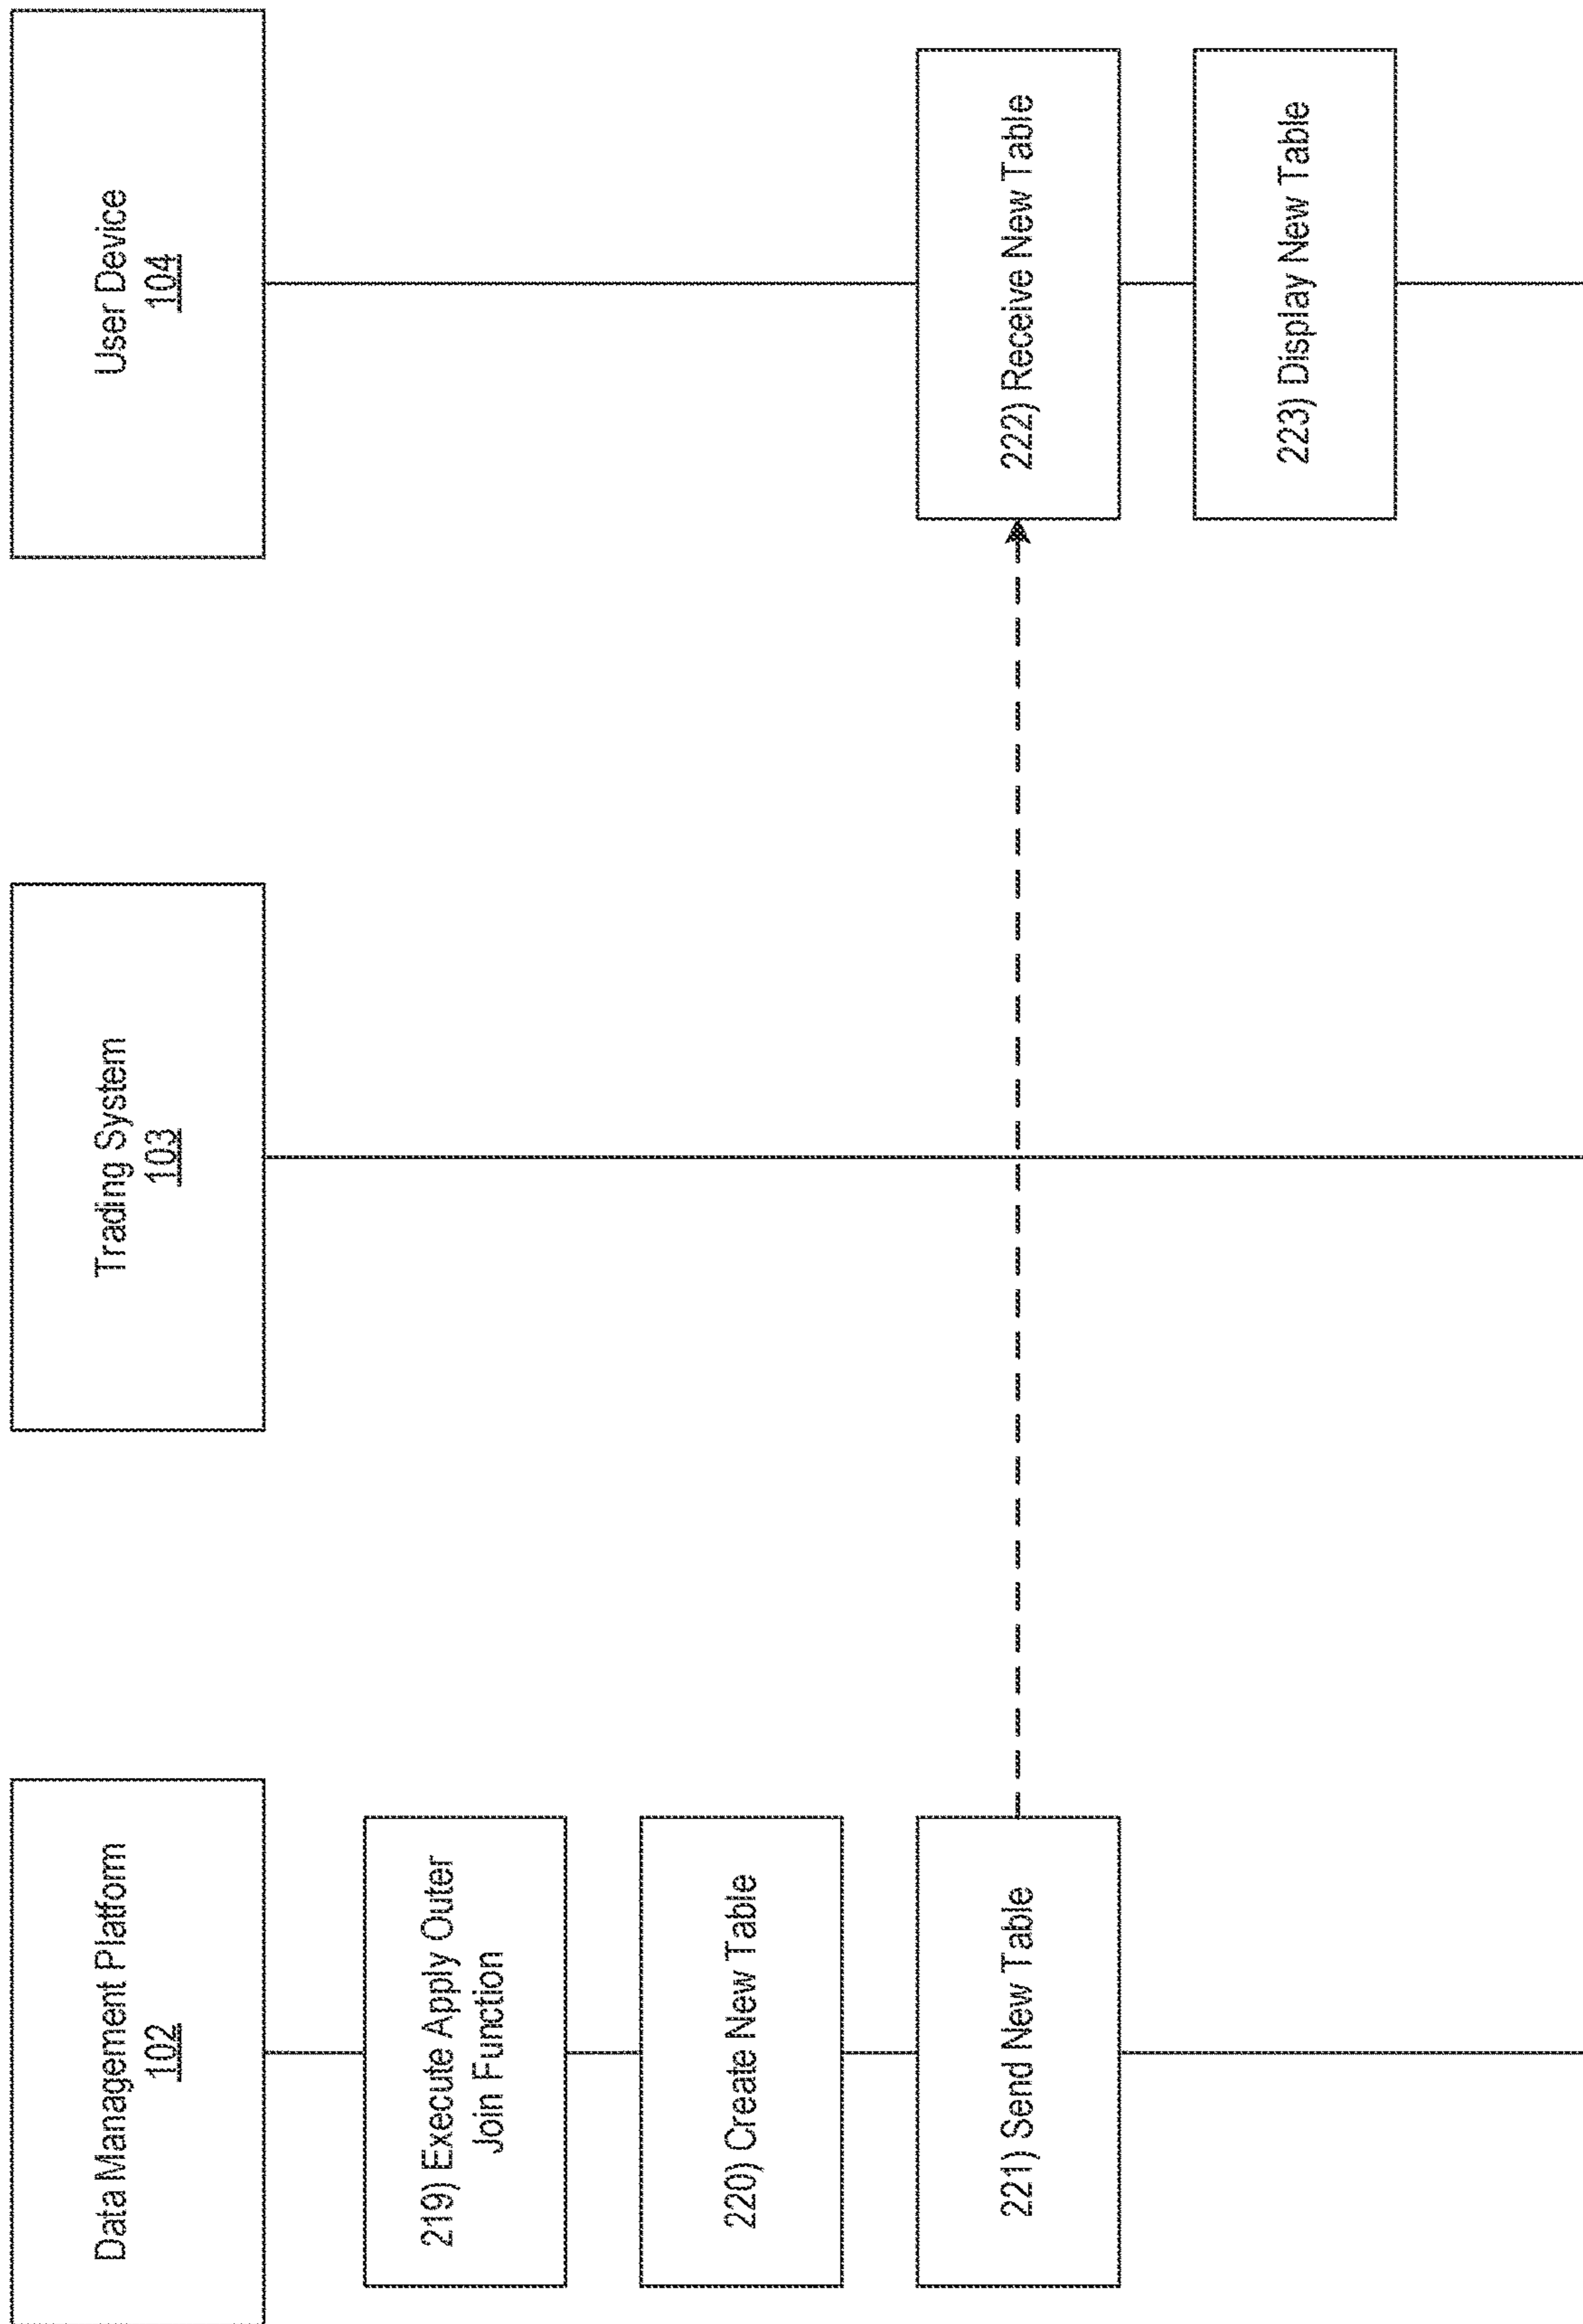 Data Management Platform
102
Trading System
103
User Device
104
219) Execute Apply Outer
Join Function
220) Create New Table
221) Send New Table
222) Receive New Table
223) Display New Table